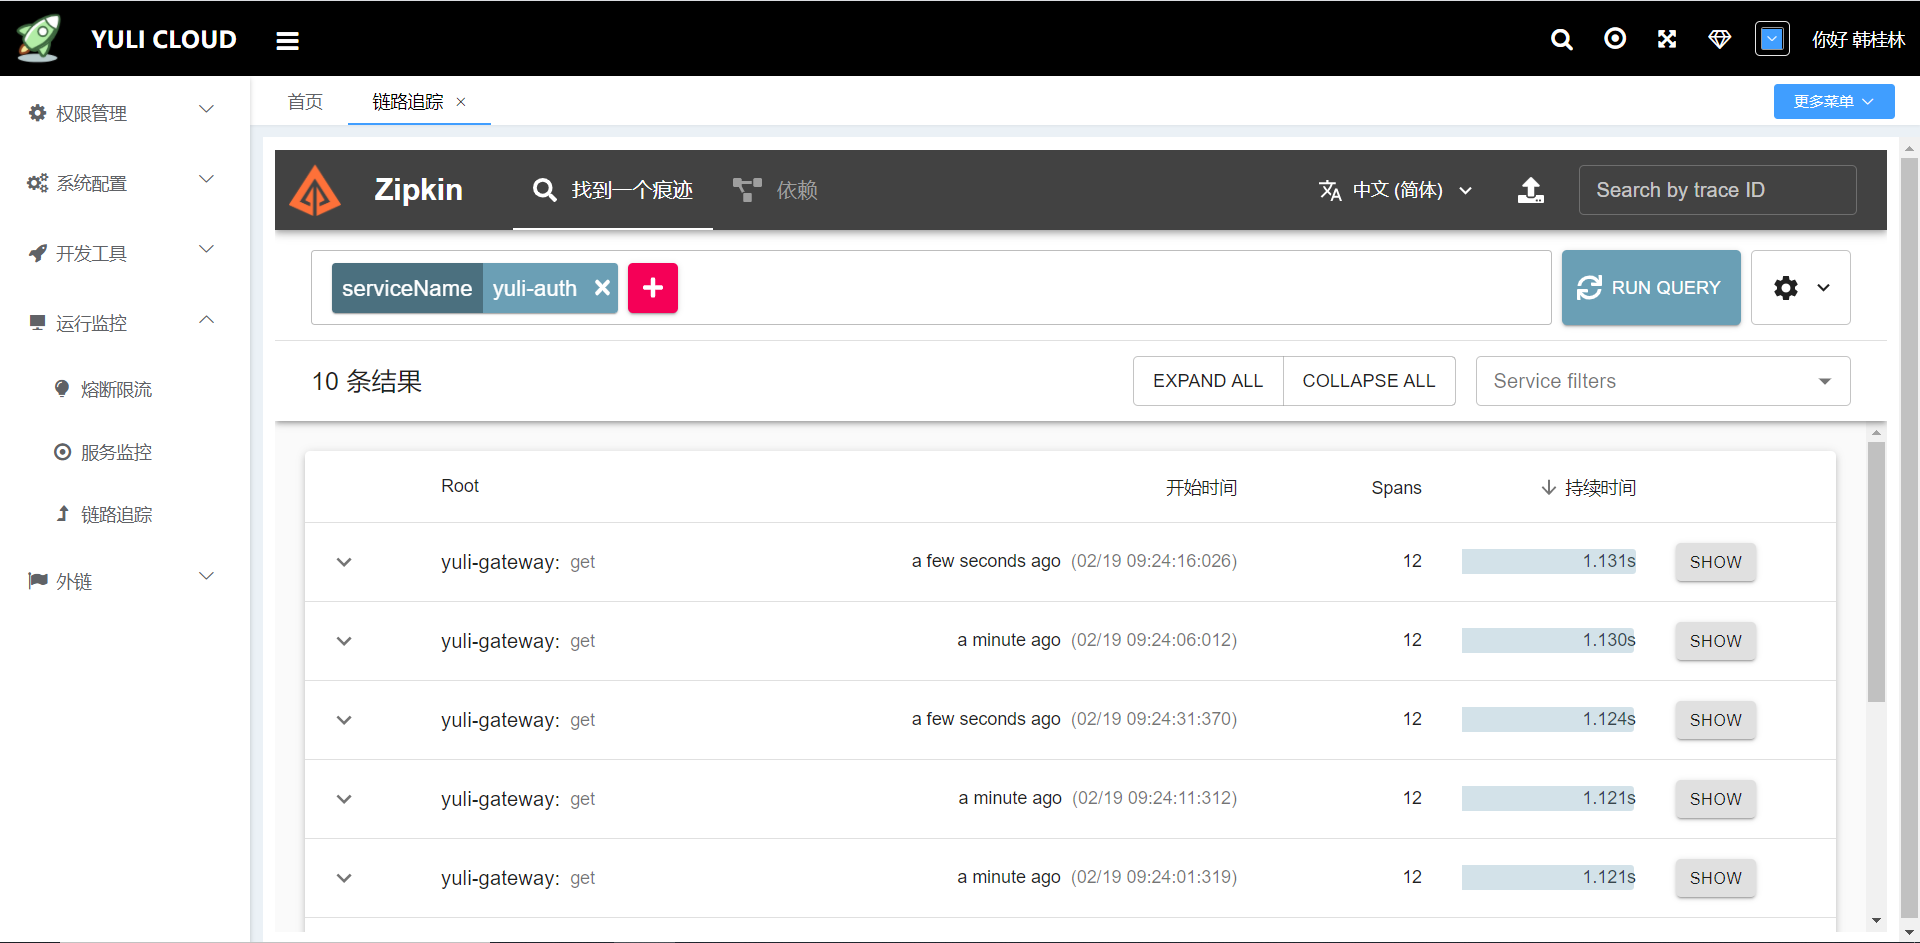 YULI CLOUD
你好 韩桂林
权限管理
系统配置
开发工具
运行监控
熔断限流
服务监控
链路追踪
外链
首页
链路追踪
更多菜单
Zipkin
找到一个痕迹
依赖
中文 (简体)
Search by trace ID
serviceName yuli-auth
RUN QUERY
10 条结果
EXPAND ALL
COLLAPSE ALL
Service filters
Root 开始时间 Spans 持续时间
yuli-gateway: get a few seconds ago (02/19 09:24:16:026) 12 1.131s SHOW
yuli-gateway: get a minute ago (02/19 09:24:06:012) 12 1.130s SHOW
yuli-gateway: get a few seconds ago (02/19 09:24:31:370) 12 1.124s SHOW
yuli-gateway: get a minute ago (02/19 09:24:11:312) 12 1.121s SHOW
yuli-gateway: get a minute ago (02/19 09:24:01:319) 12 1.121s SHOW